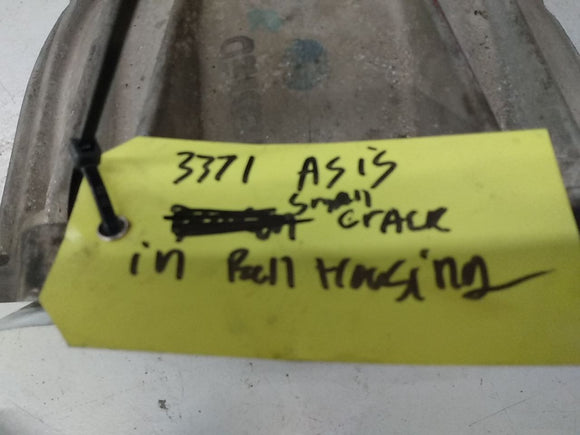 3371 AS is
small
crack
in Bell Housing